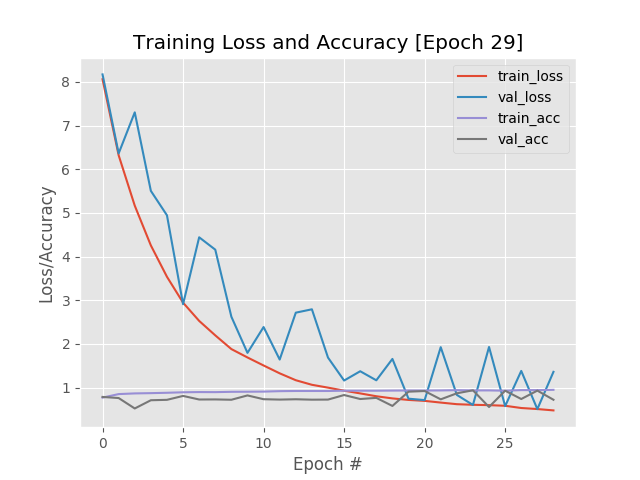 Training Loss and Accuracy [Epoch 29]
train_loss
val_loss
train_acc
val_acc
Loss/Accuracy
8
7
6
5
4
3
2
1
0 5 10 15 20 25
Epoch #